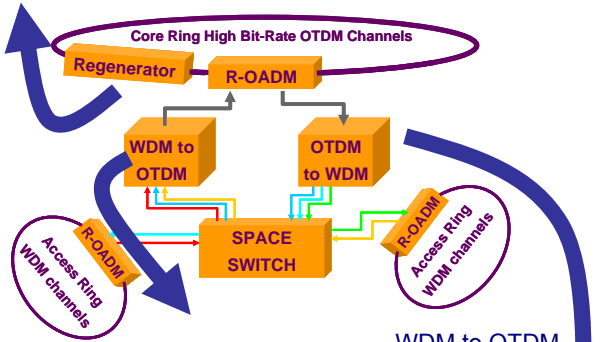 Core Ring High Bit-Rate OTDM Channels
Regenerator
R-OADM
WDM to
OTDM
OTDM
to WDM
R-OADM
Access Ring
WDM channels
SPACE
SWITCH
R-OADM
Access Ring
WDM channels
WDM to OTDM